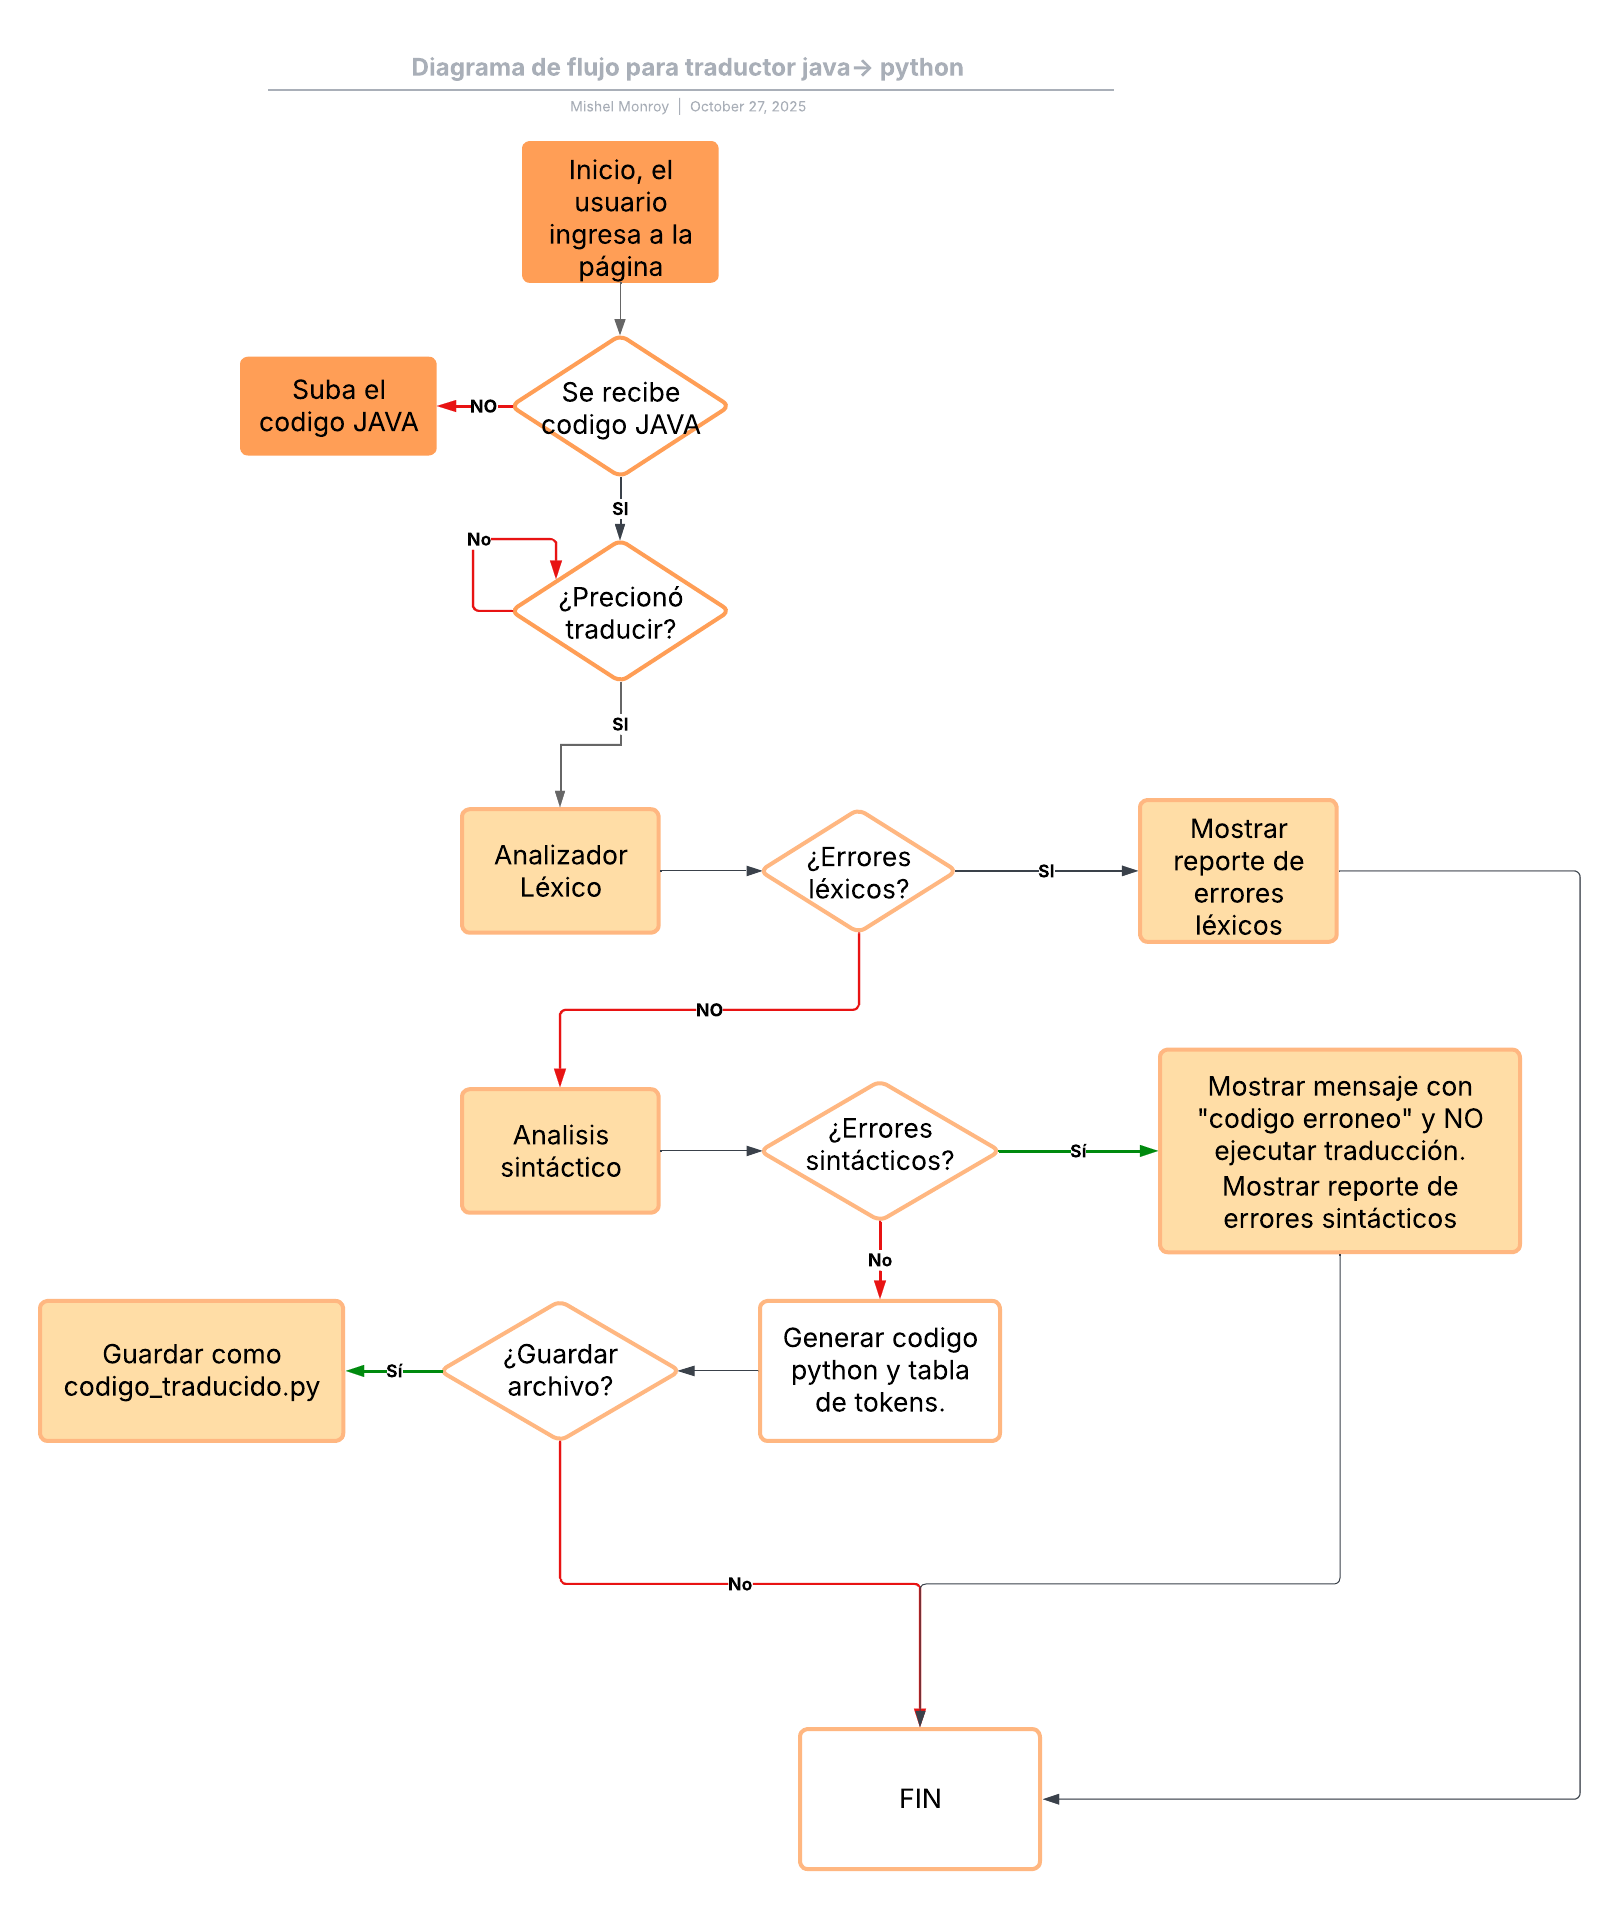 Diagrama de flujo para traductor java→ python
Mishel Monroy | October 27, 2025
Inicio, el
usuario
ingresa a la
página
Suba el
codigo JAVA
NO
Se recibe
codigo JAVA
SI
No
¿Precionó
traducir?
SI
Analizador
Léxico
¿Errores
léxicos?
SI
Mostrar
reporte de
errores
léxicos
NO
Analisis
sintáctico
¿Errores
sintácticos?
Sí
Mostrar mensaje con
"codigo erroneo" y NO
ejecutar traducción.
Mostrar reporte de
errores sintácticos
No
Guardar como
codigo_traducido.py
Sí
¿Guardar
archivo?
Generar codigo
python y tabla
de tokens.
No
FIN